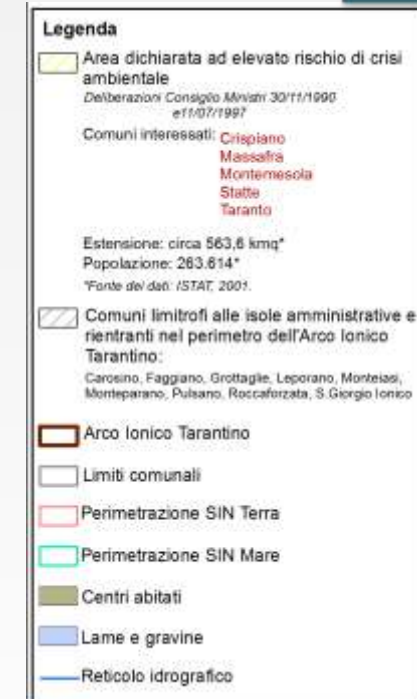 Legenda
Area dichiarata ad elevato rischio di crisi
ambientale
Deliberazioni Consiglio Ministri 30/11/1990
e11/07/1997
Comuni interessati: Crispiano
Massafra
Montemesola
Statte
Taranto
Estensione: circa 563,6 kmq*
Popolazione: 263.614*
*Fonte dei dati: ISTAT, 2001.
Comuni limitrofi alle isole amministrative e
rientranti nel perimetro dell'Arco Ionico
Tarantino:
Carosino, Faggiano, Grottaglie, Leporano, Monteiasi,
Monteparano, Pulsano, Roccaforzata, S.Giorgio Ionico
Arco Ionico Tarantino
Limiti comunali
Perimetrazione SIN Terra
Perimetrazione SIN Mare
Centri abitati
Lame e gravine
Reticolo idrografico